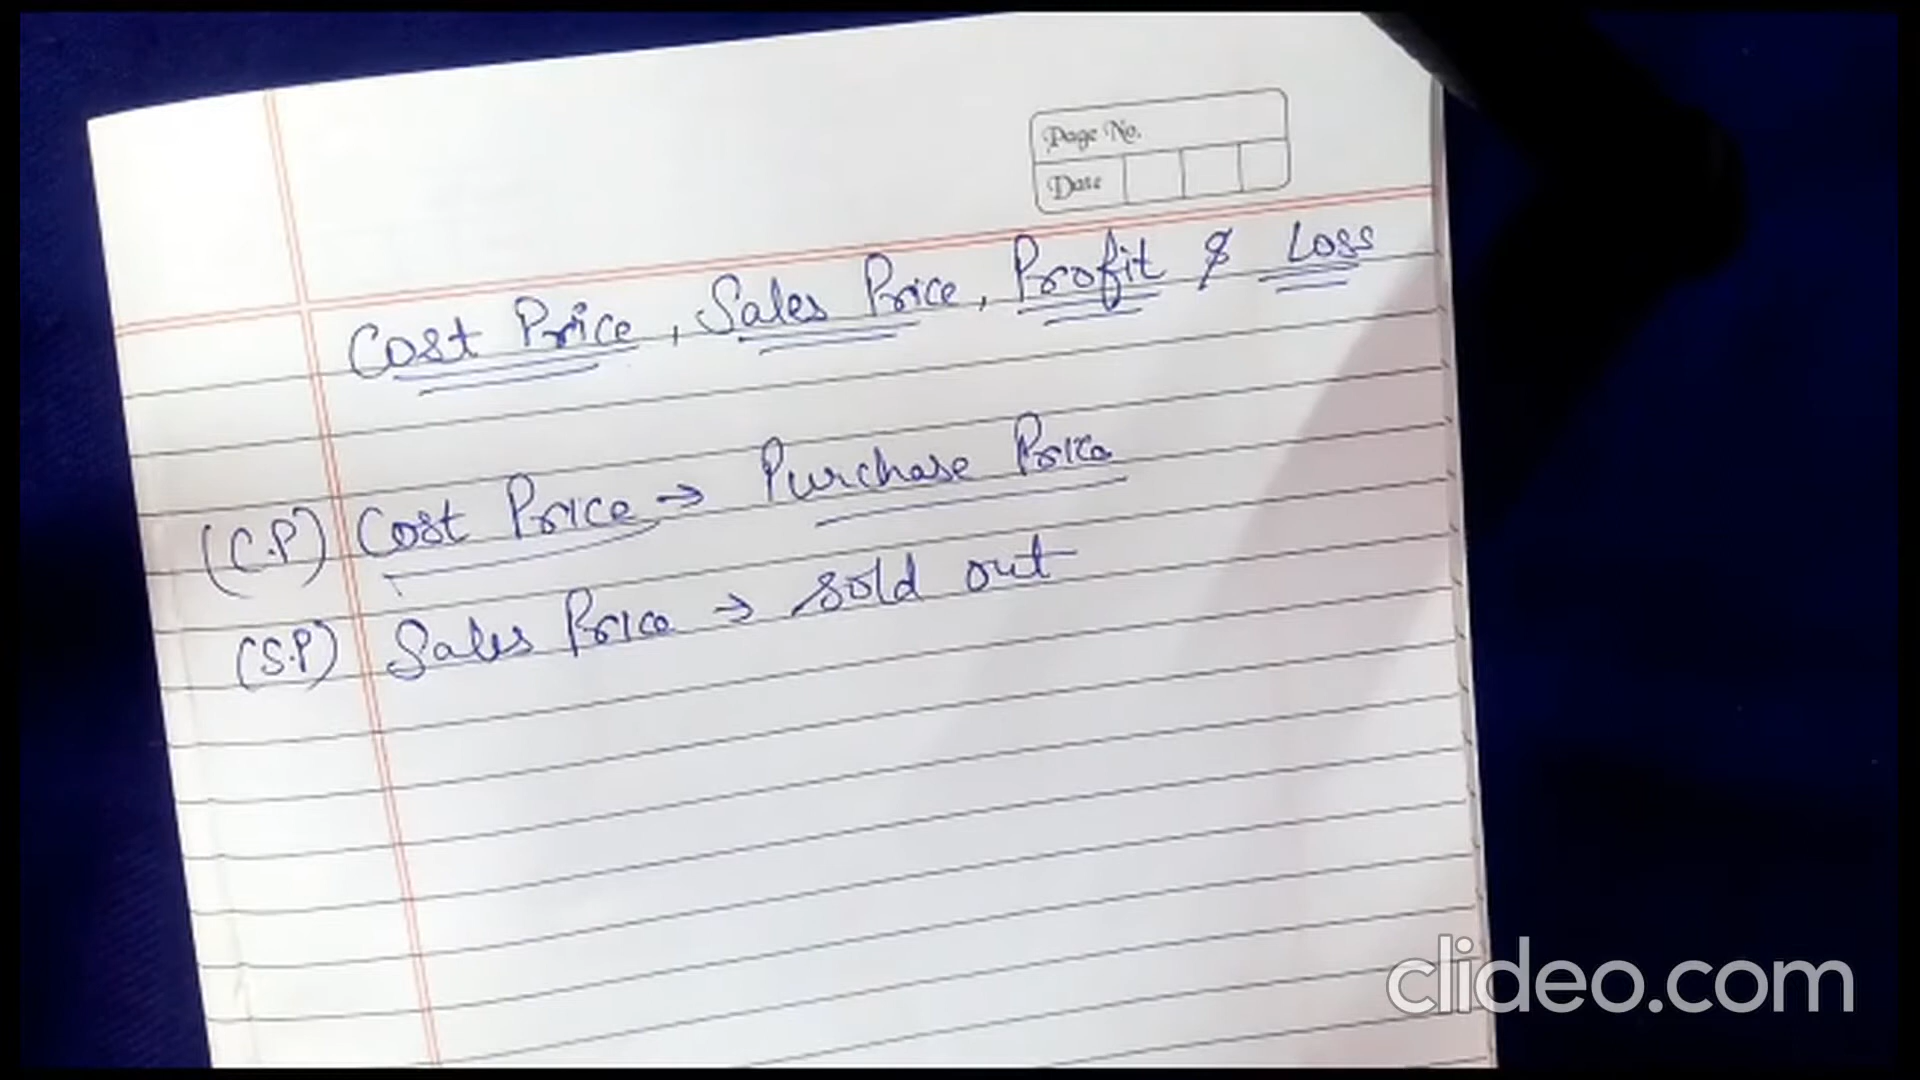 Page No.
Date
Cost Price, Sales Price, Profit & Loss
(C.P) Cost Price → Purchase Price
(S.P) Sales Price → sold out
clideo.com